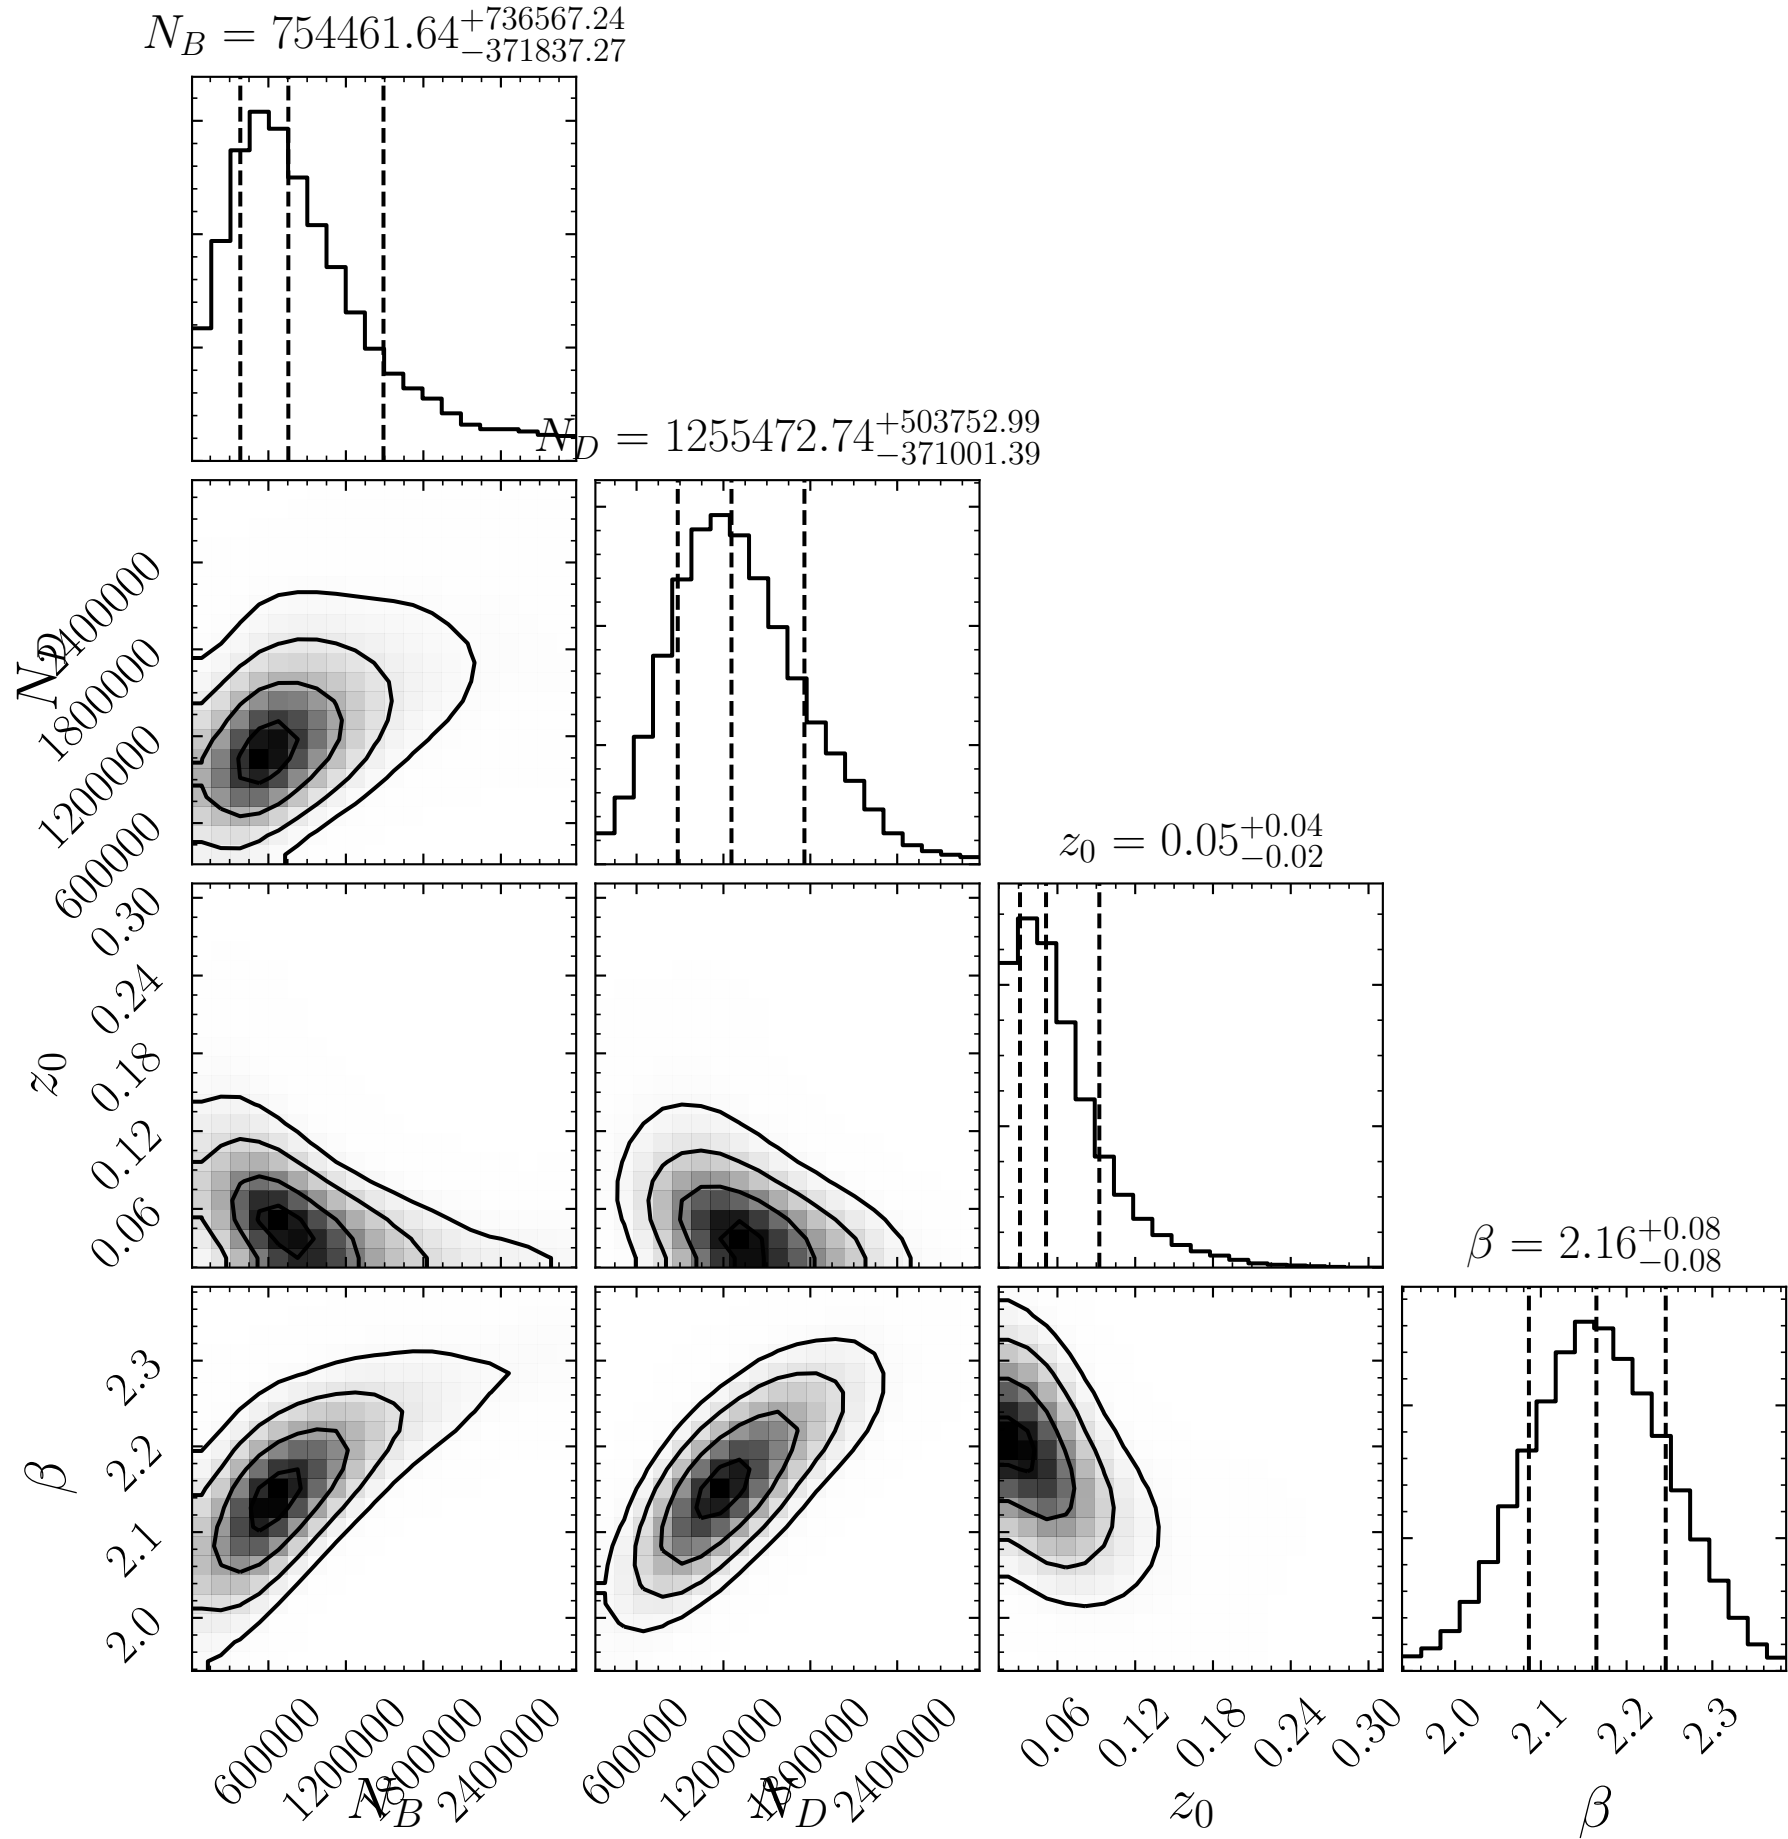 N_B = 754461.64^{+736567.24}_{−371837.27}
N_D = 1255472.74^{+503752.99}_{−371001.39}
N_D
2400000
1800000
1200000
600000
z_0 = 0.05^{+0.04}_{−0.02}
z_0
0.30
0.24
0.18
0.12
0.06
β = 2.16^{+0.08}_{−0.08}
β
2.3
2.2
2.1
2.0
600000 1200000 1800000 2400000
N_B
600000 1200000 1800000 2400000
N_D
0.06 0.12 0.18 0.24 0.30
z_0
2.0 2.1 2.2 2.3
β